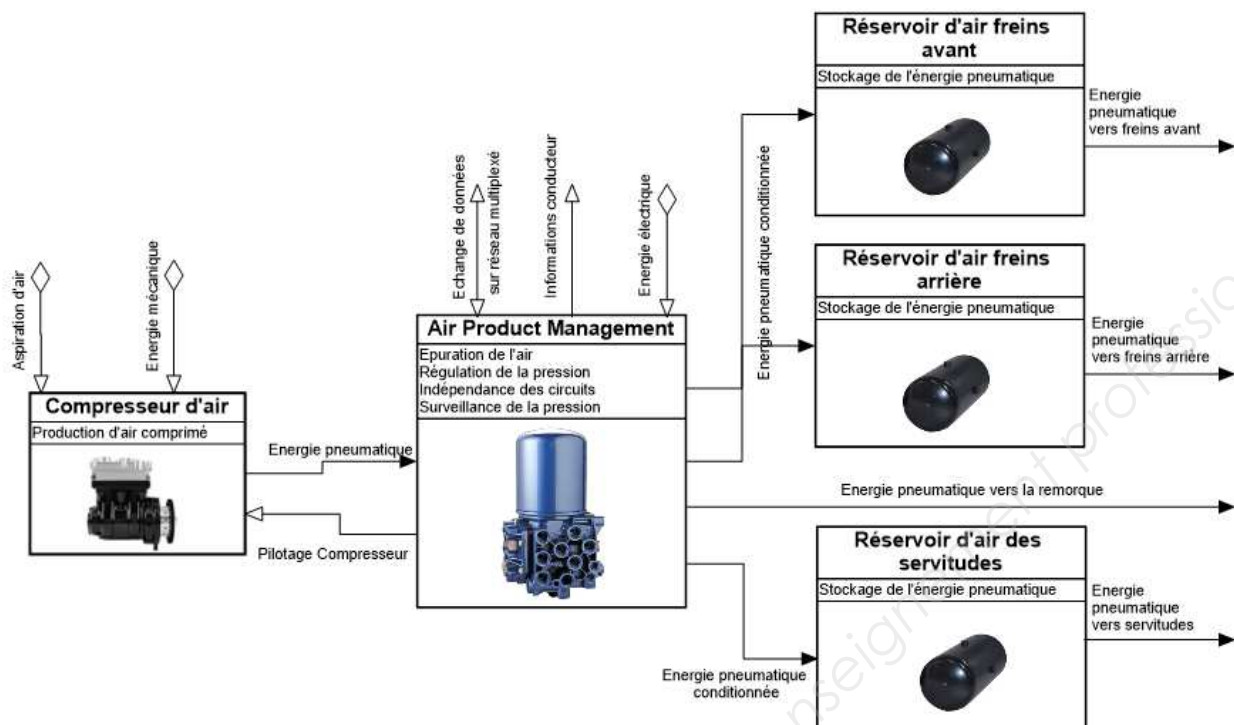 Réservoir d'air freins
avant
Stockage de l'énergie pneumatique
Energie
pneumatique
vers freins avant
Energie pneumatique conditionnée
Echange de données
sur réseau multiplexé
Informations conducteur
Energie électrique
Aspiration d'air
Energie mécanique
Réservoir d'air freins
arrière
Stockage de l'énergie pneumatique
Energie
pneumatique
vers freins arrière
Air Product Management
Epuration de l'air
Régulation de la pression
Indépendance des circuits
Surveillance de la pression
Compresseur d'air
Production d'air comprimé
Energie pneumatique
Pilotage Compresseur
Energie pneumatique vers la remorque
Réservoir d'air des
servitudes
Stockage de l'énergie pneumatique
Energie
pneumatique
vers servitudes
Energie pneumatique
conditionnée